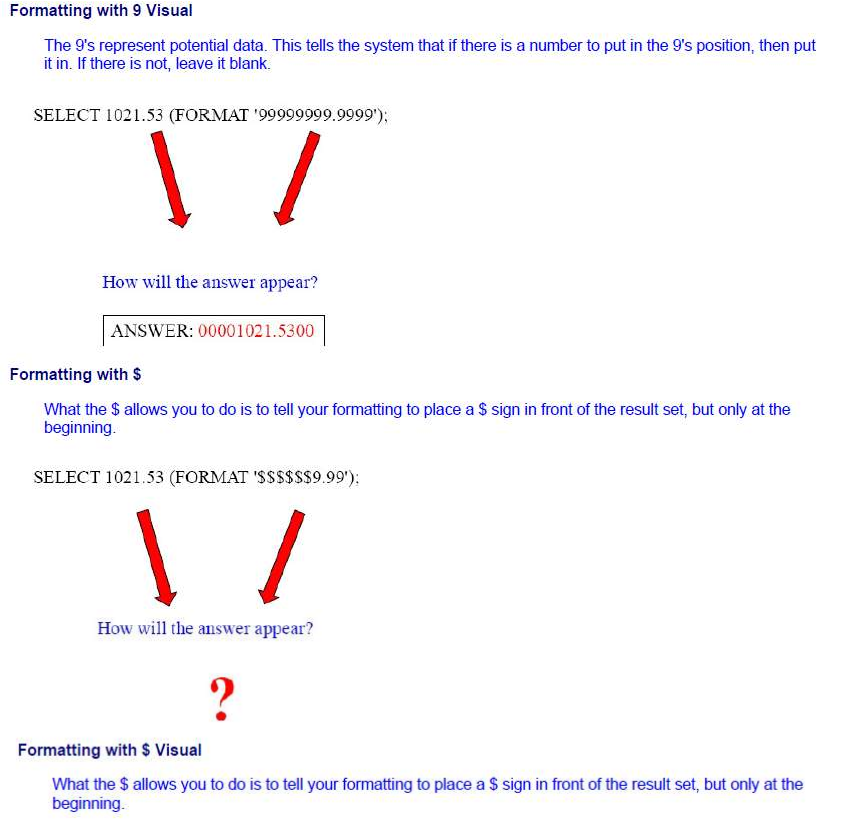 Formatting with 9 Visual
The 9's represent potential data. This tells the system that if there is a number to put in the 9's position, then put
it in. If there is not, leave it blank.
SELECT 1021.53 (FORMAT '99999999.9999');
How will the answer appear?
ANSWER: 00001021.5300
Formatting with $
What the $ allows you to do is to tell your formatting to place a $ sign in front of the result set, but only at the
beginning.
SELECT 1021.53 (FORMAT '$$$$$$9.99');
How will the answer appear?
?
Formatting with $ Visual
What the $ allows you to do is to tell your formatting to place a $ sign in front of the result set, but only at the
beginning.